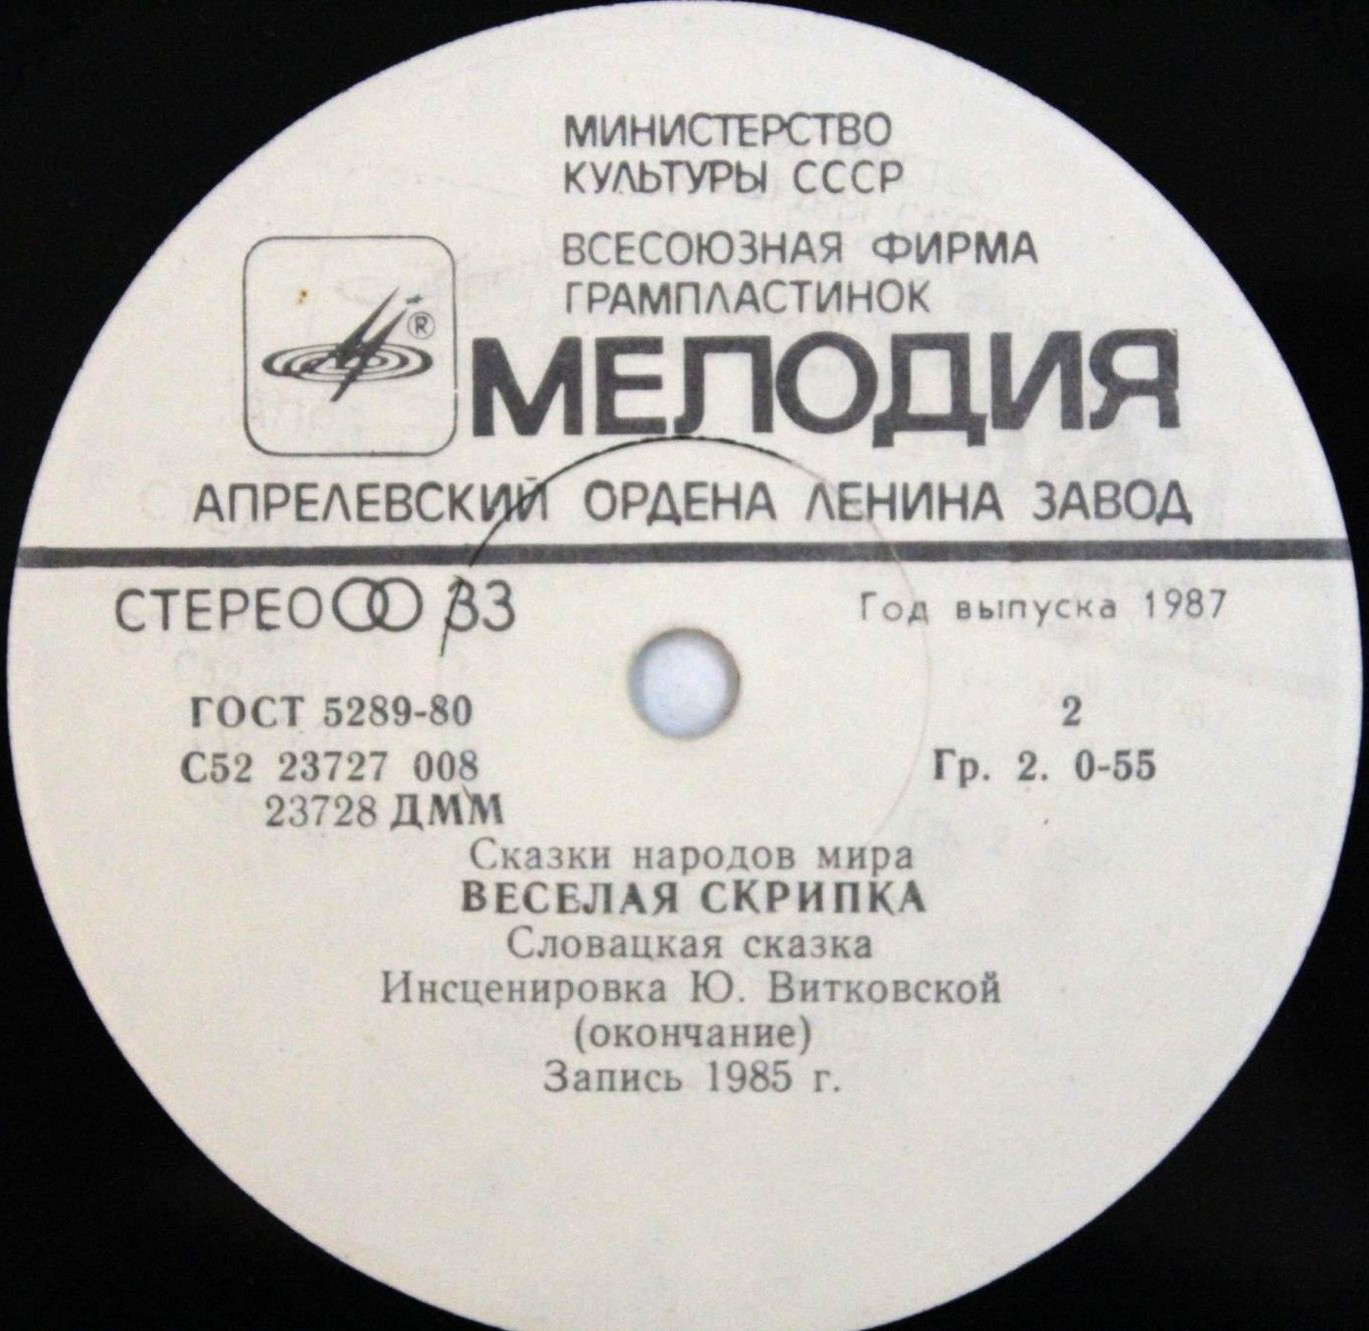 МИНИСТЕРСТВО
КУЛЬТУРЫ СССР
ВСЕСОЮЗНАЯ ФИРМА
ГРАМПЛАСТИНОК
®
МЕЛОДИЯ
АПРЕЛЕВСКИЙ ОРДЕНА ЛЕНИНА ЗАВОД
СТЕРЕО 33
Год выпуска 1987
ГОСТ 5289-80
2
С52 23727 008
Гр. 2. 0-55
23728 ДММ
Сказки народов мира
ВЕСЕЛАЯ СКРИПКА
Словацкая сказка
Инсценировка Ю. Витковской
(окончание)
Запись 1985 г.